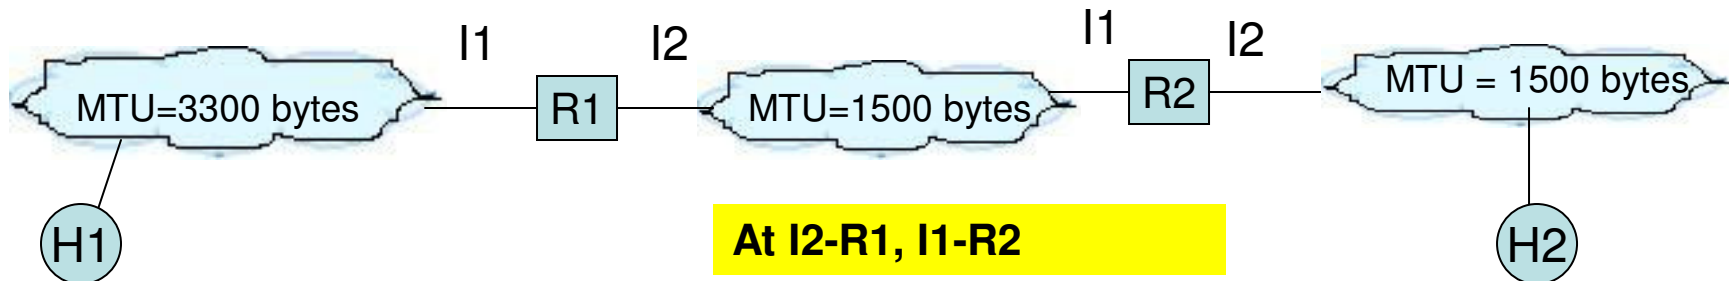 I1
I2
I1
I2
MTU=3300 bytes
R1
MTU=1500 bytes
R2
MTU = 1500 bytes
H1
At I2-R1, I1-R2
H2